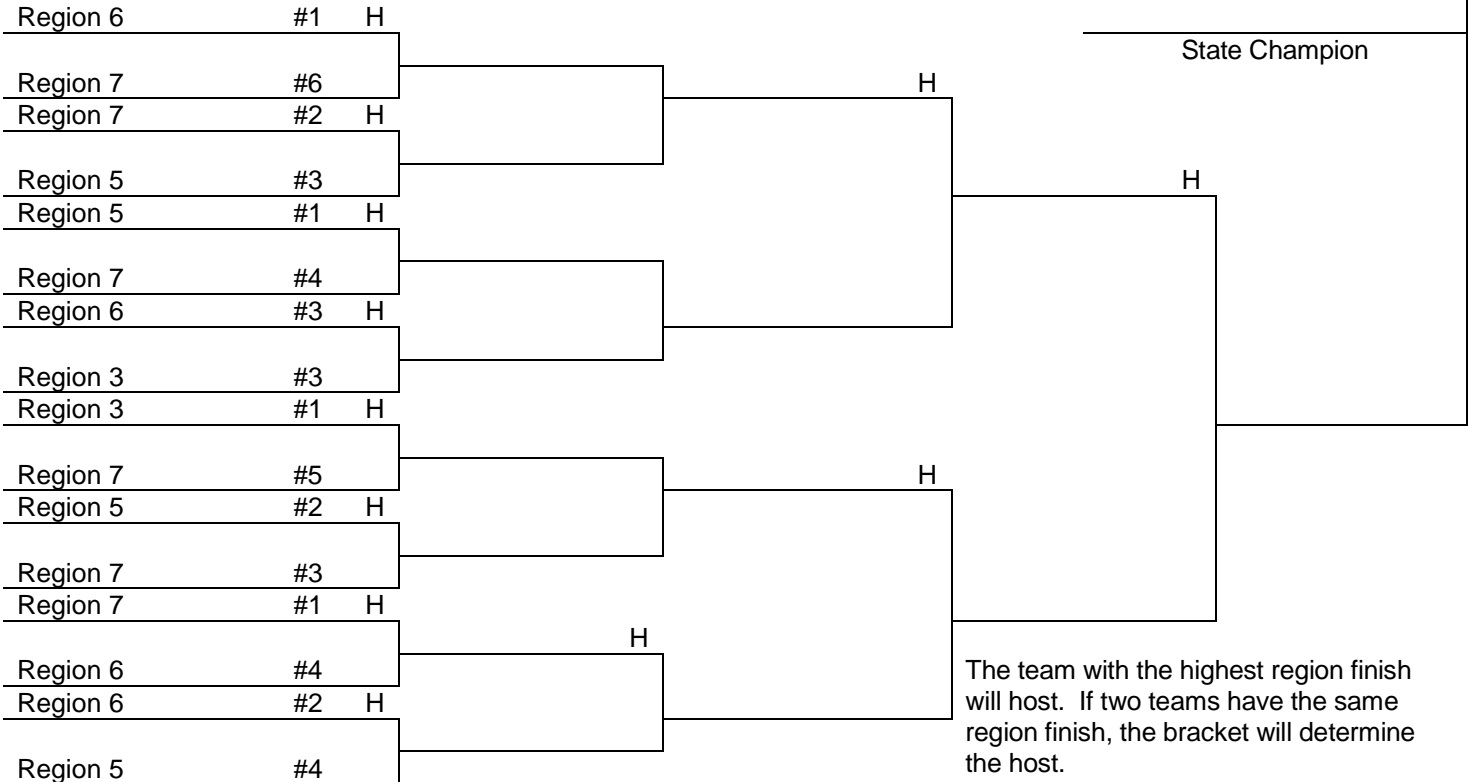 Region 6 #1 H
State Champion
Region 7 #6 H
Region 7 #2 H
Region 5 #3 H
Region 5 #1 H
Region 7 #4
Region 6 #3 H
Region 3 #3
Region 3 #1 H
Region 7 #5 H
Region 5 #2 H
Region 7 #3
Region 7 #1 H
H
Region 6 #4
Region 6 #2 H
Region 5 #4
The team with the highest region finish
will host. If two teams have the same
region finish, the bracket will determine
the host.